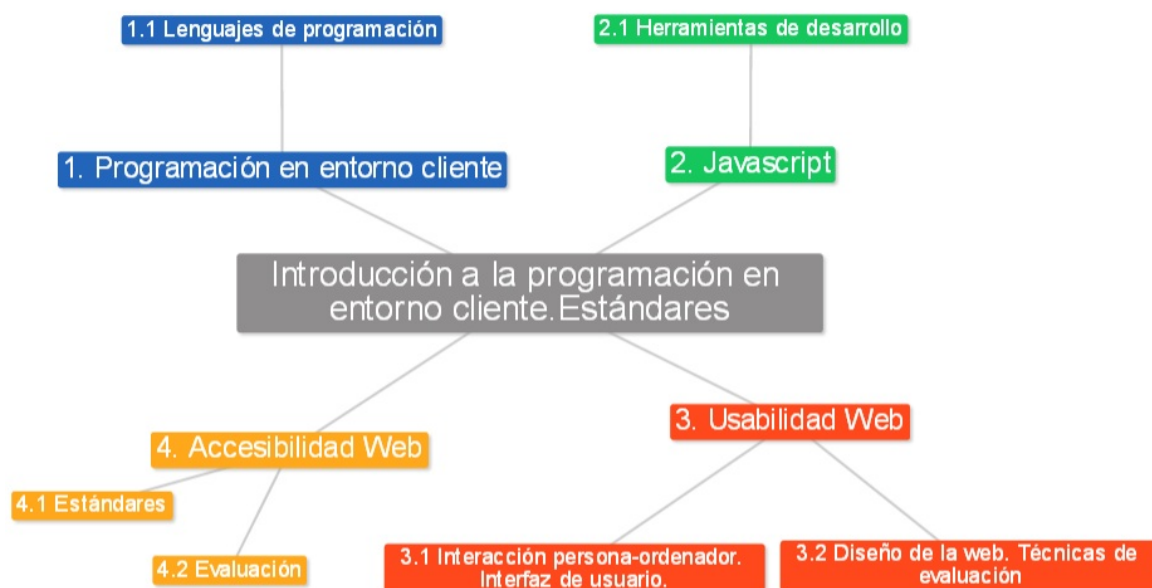 1.1 Lenguajes de programación
2.1 Herramientas de desarrollo
1. Programación en entorno cliente
2. Javascript
Introducción a la programación en
entorno cliente.Estándares
3. Usabilidad Web
4. Accesibilidad Web
4.1 Estándares
4.2 Evaluación
3.1 Interacción persona-ordenador.
Interfaz de usuario.
3.2 Diseño de la web. Técnicas de
evaluación